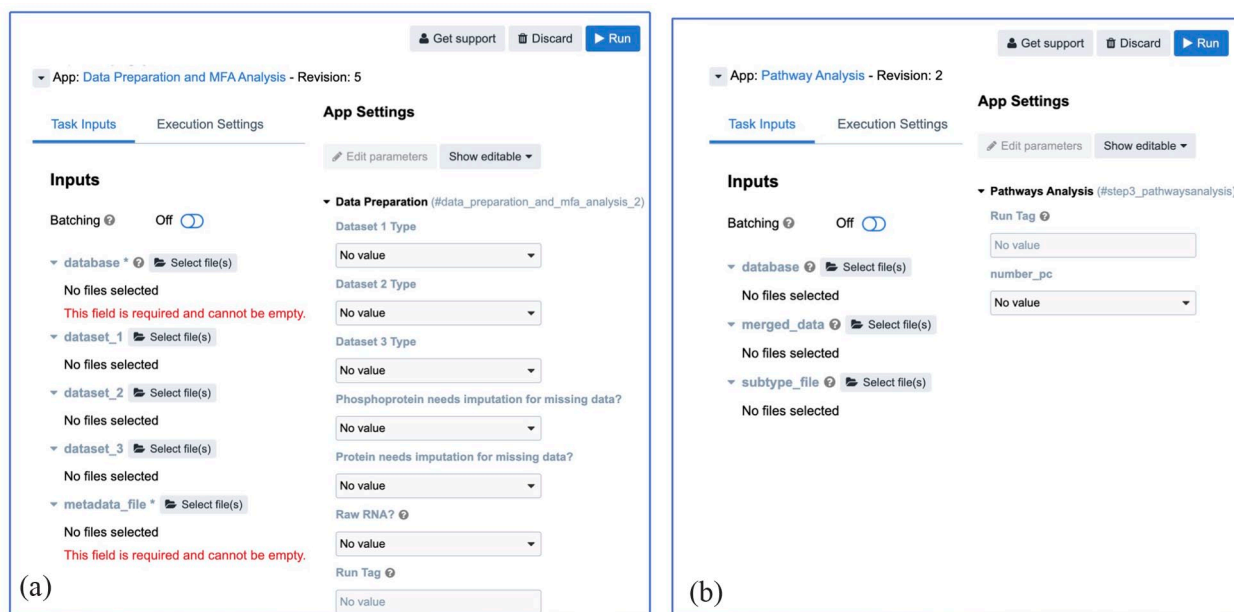 Get support Discard Run
App: Data Preparation and MFA Analysis - Revision: 5
Task Inputs Execution Settings
Inputs
Batching Off
database * Select file(s)
No files selected
This field is required and cannot be empty.
dataset_1 Select file(s)
No files selected
dataset_2 Select file(s)
No files selected
dataset_3 Select file(s)
No files selected
metadata_file * Select file(s)
No files selected
This field is required and cannot be empty.
App Settings
Edit parameters Show editable
Data Preparation (#data_preparation_and_mfa_analysis_2)
Dataset 1 Type
No value
Dataset 2 Type
No value
Dataset 3 Type
No value
Phosphoprotein needs imputation for missing data?
No value
Protein needs imputation for missing data?
No value
Raw RNA?
No value
Run Tag
No value
(a)
Get support Discard Run
App: Pathway Analysis - Revision: 2
Task Inputs Execution Settings
Inputs
Batching Off
database Select file(s)
No files selected
merged_data Select file(s)
No files selected
subtype_file Select file(s)
No files selected
App Settings
Edit parameters Show editable
Pathways Analysis (#step3_pathwaysanalysis)
Run Tag
No value
number_pc
No value
(b)